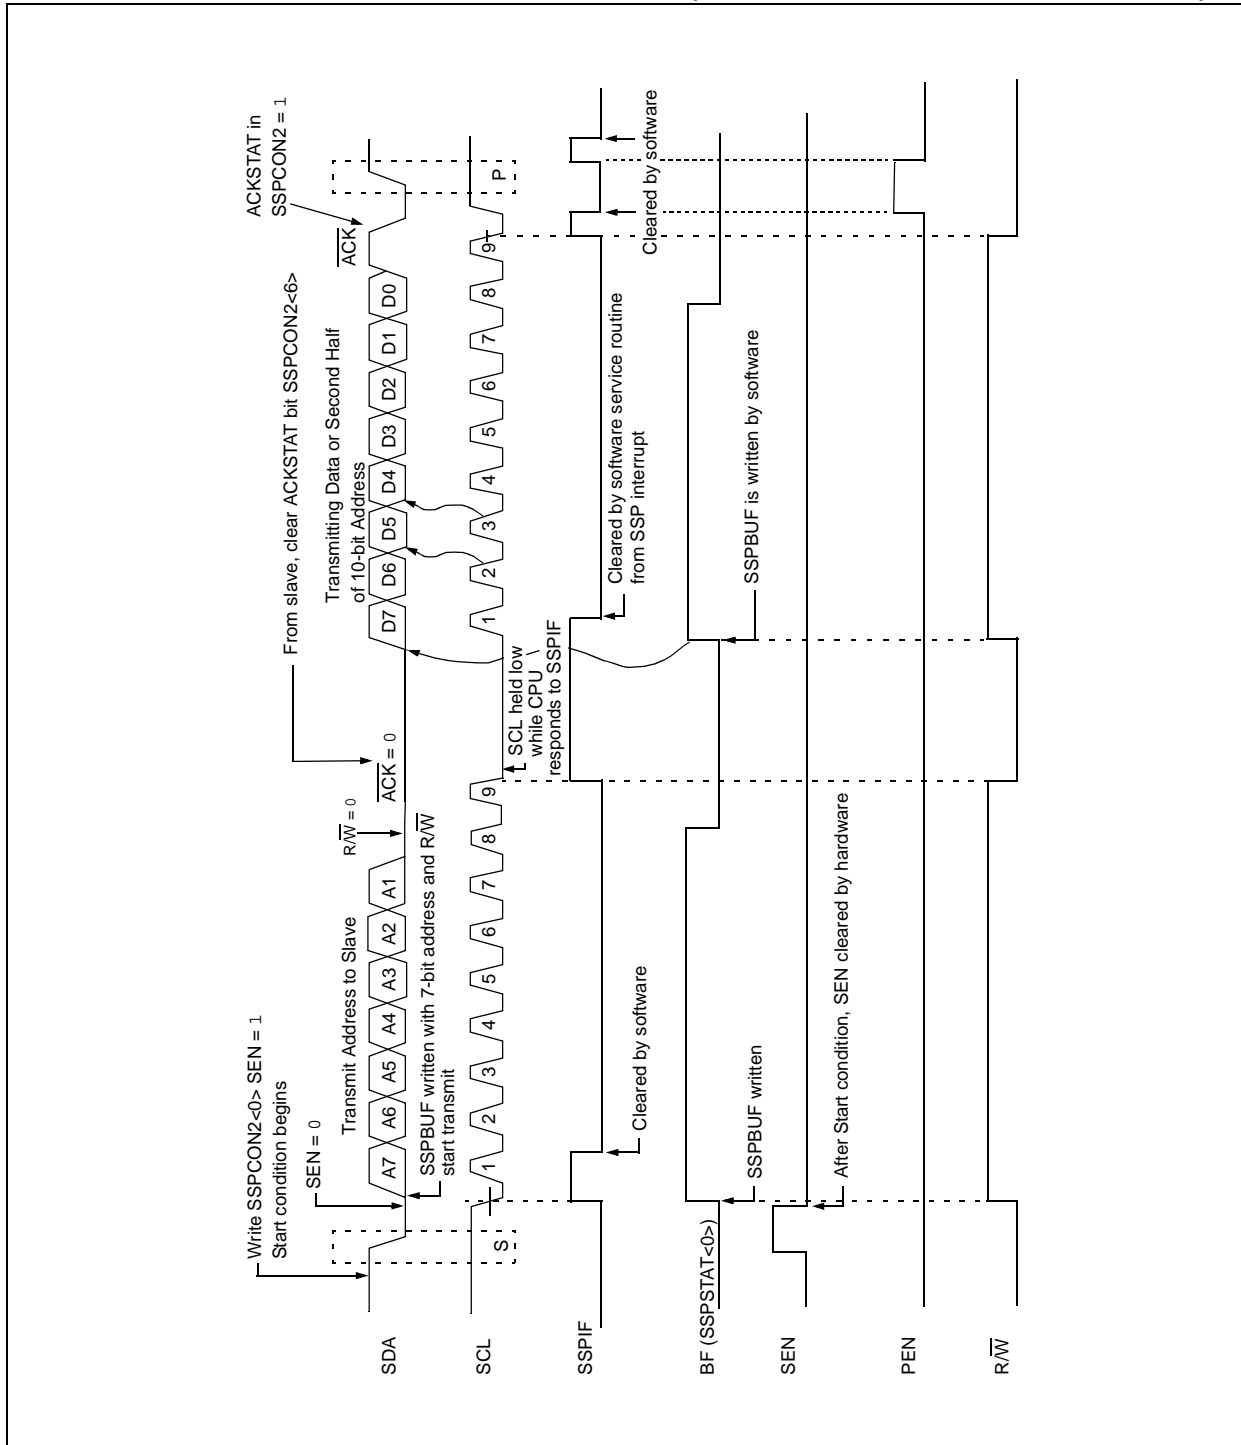 Write SSPCON2<0> SEN = 1
Start condition begins
SEN = 0
Transmit Address to Slave
R/W = 0
From slave, clear ACKSTAT bit SSPCON2<6>
ACK = 0
Transmitting Data or Second Half
of 10-bit Address
ACKSTAT in
SSPCON2 = 1
ACK
SDA
A7 A6 A5 A4 A3 A2 A1
D7 D6 D5 D4 D3 D2 D1 D0
SSPBUF written with 7-bit address and R/W
start transmit
SCL
S
1 2 3 4 5 6 7 8 9
1 2 3 4 5 6 7 8 9
P
SCL held low
while CPU
responds to SSPIF
SSPIF
Cleared by software
Cleared by software service routine
from SSP interrupt
Cleared by software
BF (SSPSTAT<0>)
SSPBUF written
SSPBUF is written by software
SEN
After Start condition, SEN cleared by hardware
PEN
R/W